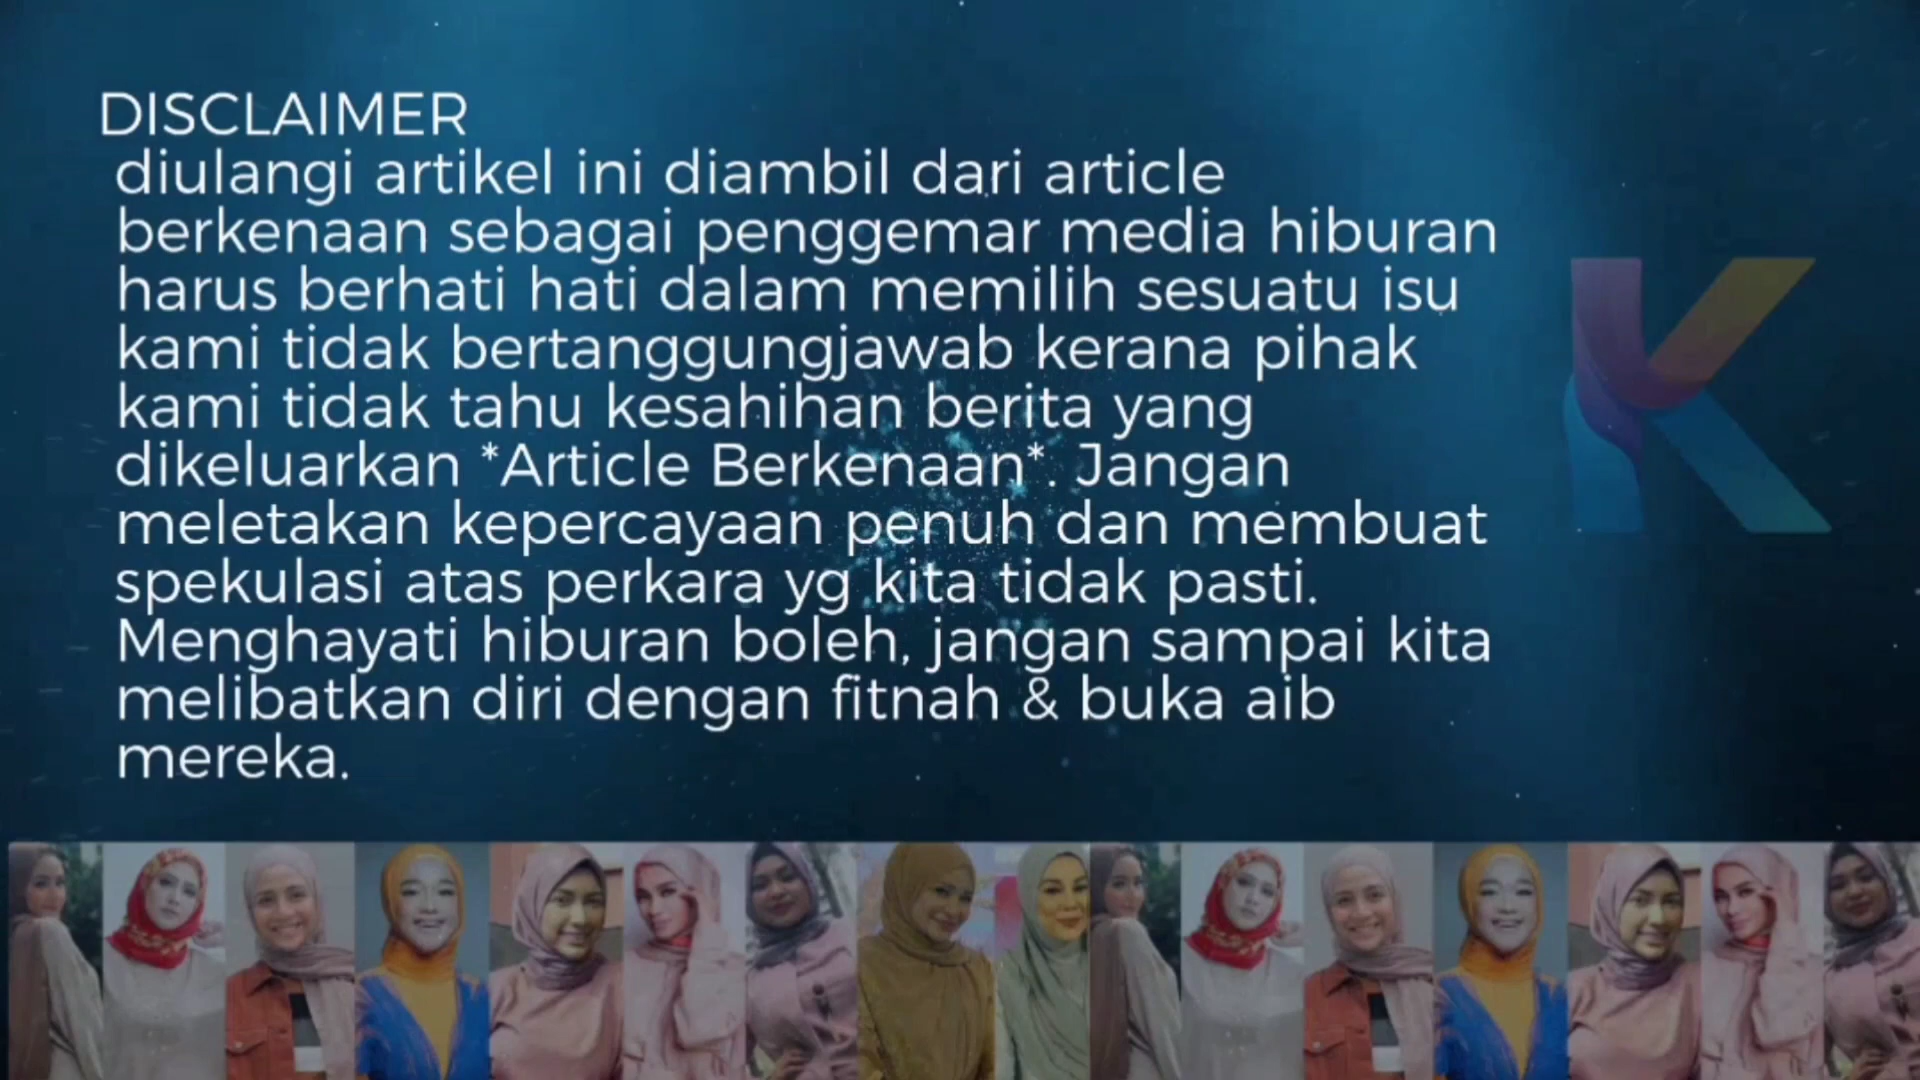 DISCLAIMER
diulangi artikel ini diambil dari article
berkenaan sebagai penggemar media hiburan
harus berhati hati dalam memilih sesuatu isu
kami tidak bertanggungjawab kerana pihak
kami tidak tahu kesahihan berita yang
dikeluarkan *Article Berkenaan*. Jangan
meletakan kepercayaan penuh dan membuat
spekulasi atas perkara yg kita tidak pasti.
Menghayati hiburan boleh, jangan sampai kita
melibatkan diri dengan fitnah & buka aib
mereka.
K